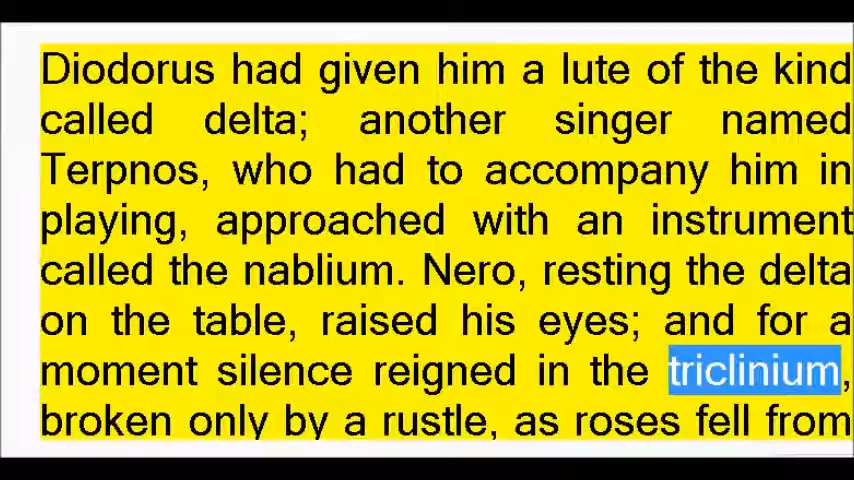 Diodorus had given him a lute of the kind
called delta; another singer named
Terpnos, who had to accompany him in
playing, approached with an instrument
called the nablium. Nero, resting the delta
on the table, raised his eyes; and for a
moment silence reigned in the triclinium,
broken only by a rustle, as roses fell from